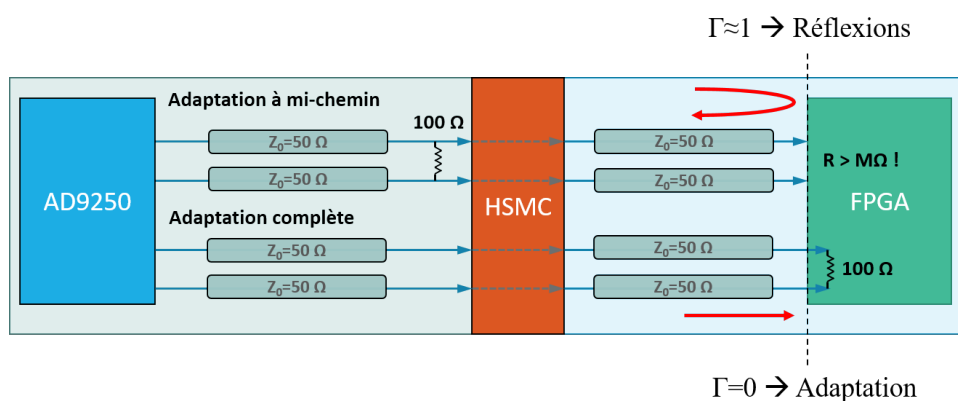 Γ≈1 → Réflexions
Adaptation à mi-chemin
100 Ω
Z₀=50 Ω
Z₀=50 Ω
Z₀=50 Ω
Z₀=50 Ω
R > MΩ !
AD9250
HSMC
FPGA
Adaptation complète
Z₀=50 Ω
Z₀=50 Ω
100 Ω
Z₀=50 Ω
Z₀=50 Ω
Γ=0 → Adaptation